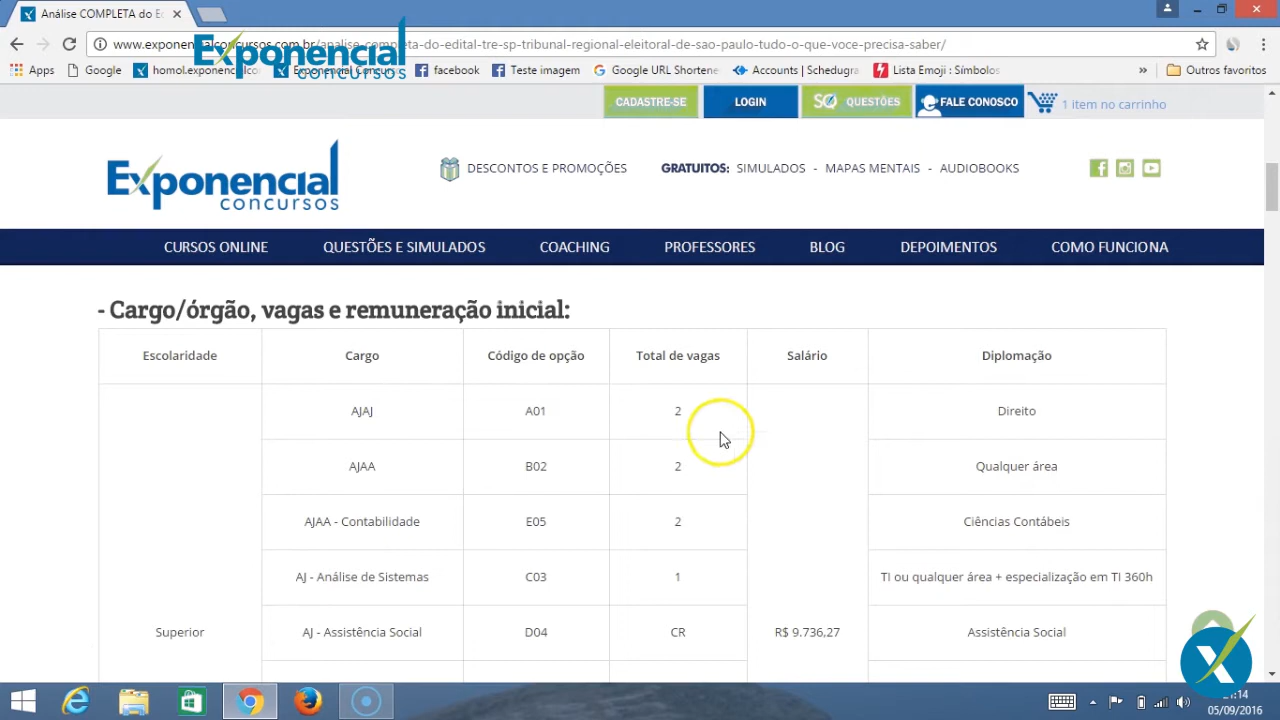 Análise COMPLETA do Ed
www.exponencialconcursos.com.br/analise-completa-do-edital-tre-sp-tribunal-regional-eleitoral-de-sao-paulo-tudo-o-que-voce-precisa-saber/
Exponencial
concursos
Apps Google homol.exponencialco Exponencial Concurs facebook Teste imagem Google URL Shortene Accounts | Schedugra Lista Emoji : Símbolos » Outros favoritos
CADASTRE-SE LOGIN SQ QUESTÕES FALE CONOSCO 1 item no carrinho
Exponencial
concursos
DESCONTOS E PROMOÇÕES GRATUITOS: SIMULADOS - MAPAS MENTAIS - AUDIOBOOKS
CURSOS ONLINE QUESTÕES E SIMULADOS COACHING PROFESSORES BLOG DEPOIMENTOS COMO FUNCIONA
- Cargo/órgão, vagas e remuneração inicial:
Escolaridade Cargo Código de opção Total de vagas Salário Diplomação
AJAJ A01 2 Direito
AJAA B02 2 Qualquer área
AJAA - Contabilidade E05 2 Ciências Contábeis
AJ - Análise de Sistemas C03 1 TI ou qualquer área + especialização em TI 360h
Superior AJ - Assistência Social D04 CR R$ 9.736,27 Assistência Social
05/09/2016